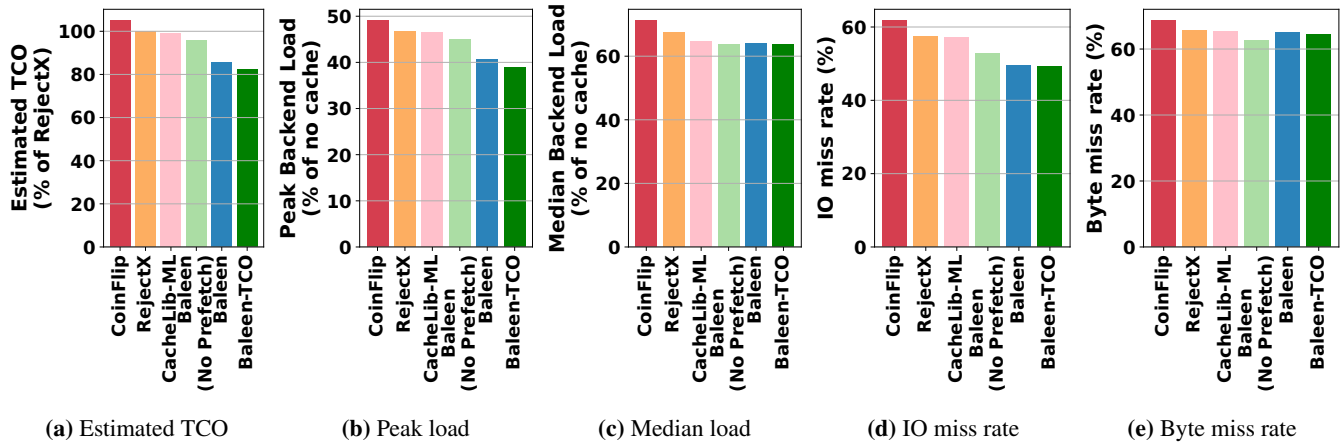 Estimated TCO
(% of RejectX)
100
80
60
40
20
0
CoinFlip
RejectX
CacheLib-ML
Baleen
(No Prefetch)
Baleen
Baleen-TCO
(a) Estimated TCO
Peak Backend Load
(% of no cache)
50
40
30
20
10
0
CoinFlip
RejectX
CacheLib-ML
Baleen
(No Prefetch)
Baleen
Baleen-TCO
(b) Peak load
Median Backend Load
(% of no cache)
60
40
20
0
CoinFlip
RejectX
CacheLib-ML
Baleen
(No Prefetch)
Baleen
Baleen-TCO
(c) Median load
IO miss rate (%)
60
40
20
0
CoinFlip
RejectX
CacheLib-ML
Baleen
(No Prefetch)
Baleen
Baleen-TCO
(d) IO miss rate
Byte miss rate (%)
60
40
20
0
CoinFlip
RejectX
CacheLib-ML
Baleen
(No Prefetch)
Baleen
Baleen-TCO
(e) Byte miss rate